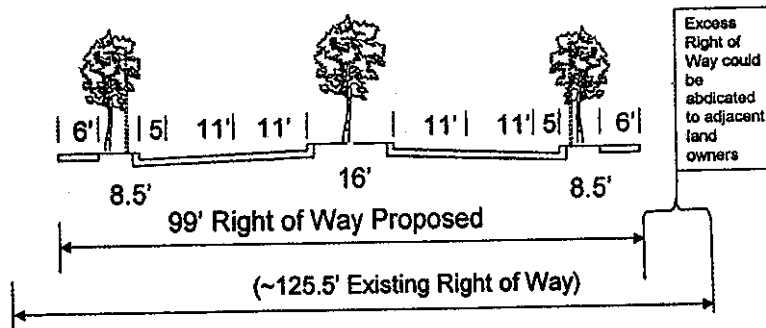 Excess
Right of
Way could
be
abdicated
to adjacent
land
owners
6' 5 11' 11' 11' 11' 5 6'
8.5' 16' 8.5'
99' Right of Way Proposed
(~125.5' Existing Right of Way)